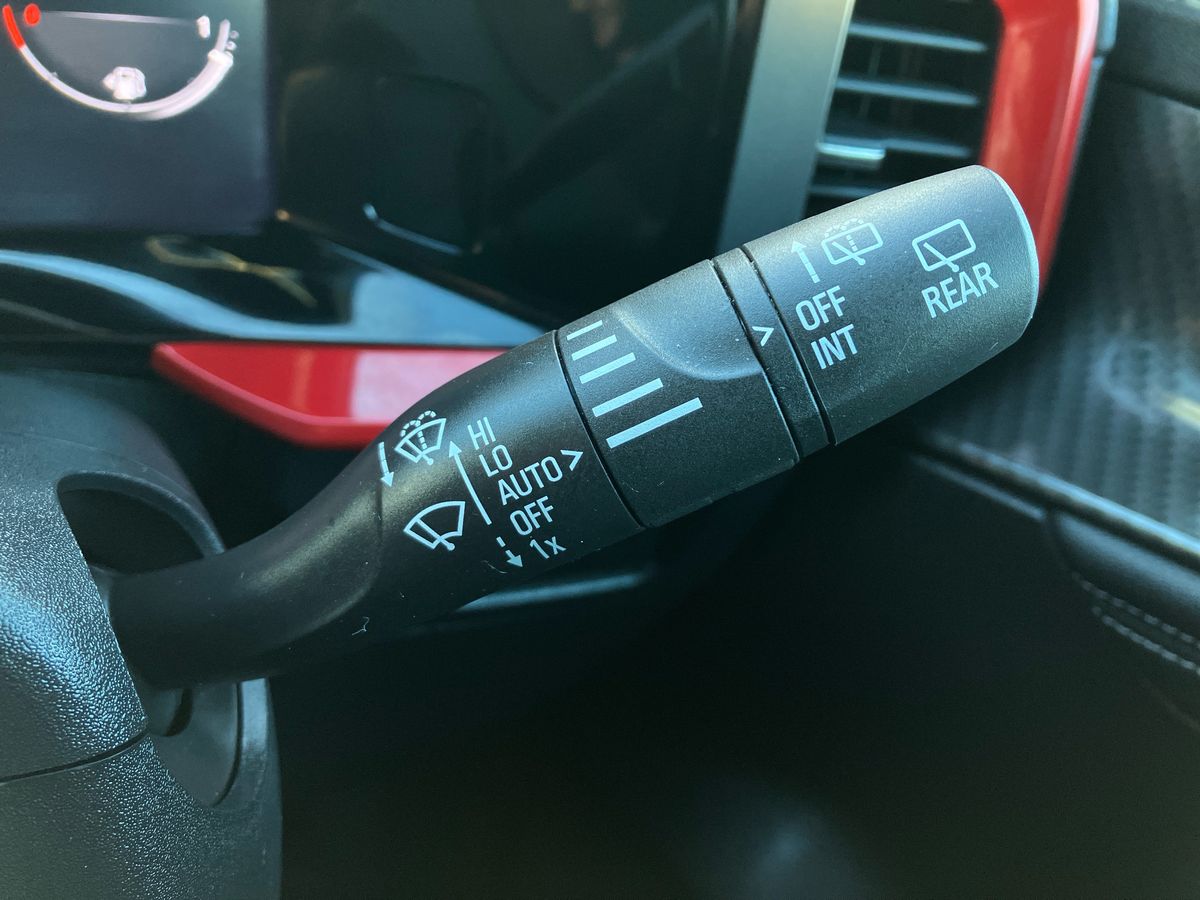 HI
LO
AUTO >
OFF
1x
>
OFF
INT
REAR